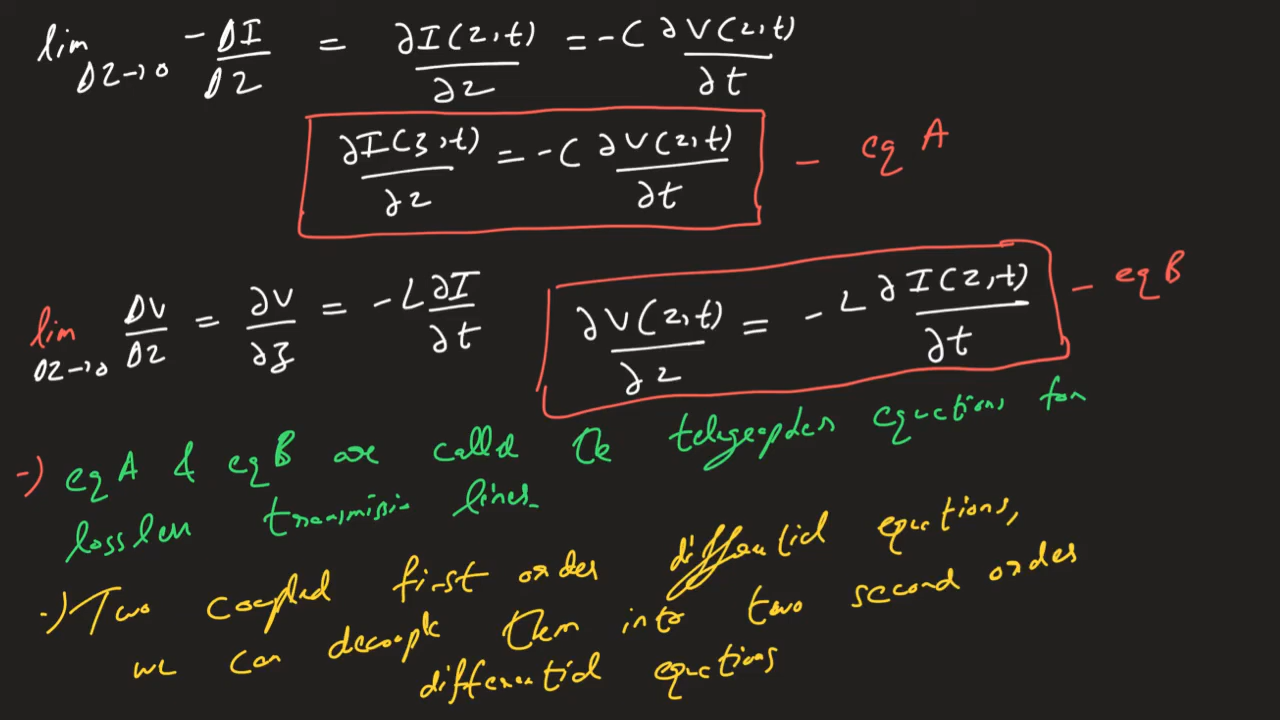 lim Δz→0 -ΔI/Δz = ∂I(z,t)/∂z = -C ∂V(z,t)/∂t
∂I(z,t)/∂z = -C ∂V(z,t)/∂t - eq A
lim Δz→0 ΔV/Δz = ∂V/∂z = -L ∂I/∂t
∂V(z,t)/∂z = -L ∂I(z,t)/∂t - eq B
-) eq A & eq B are called the telegrapher equations for
lossless transmission lines.
-) Two coupled first order differential equations,
we can decouple them into two second order
differential equations